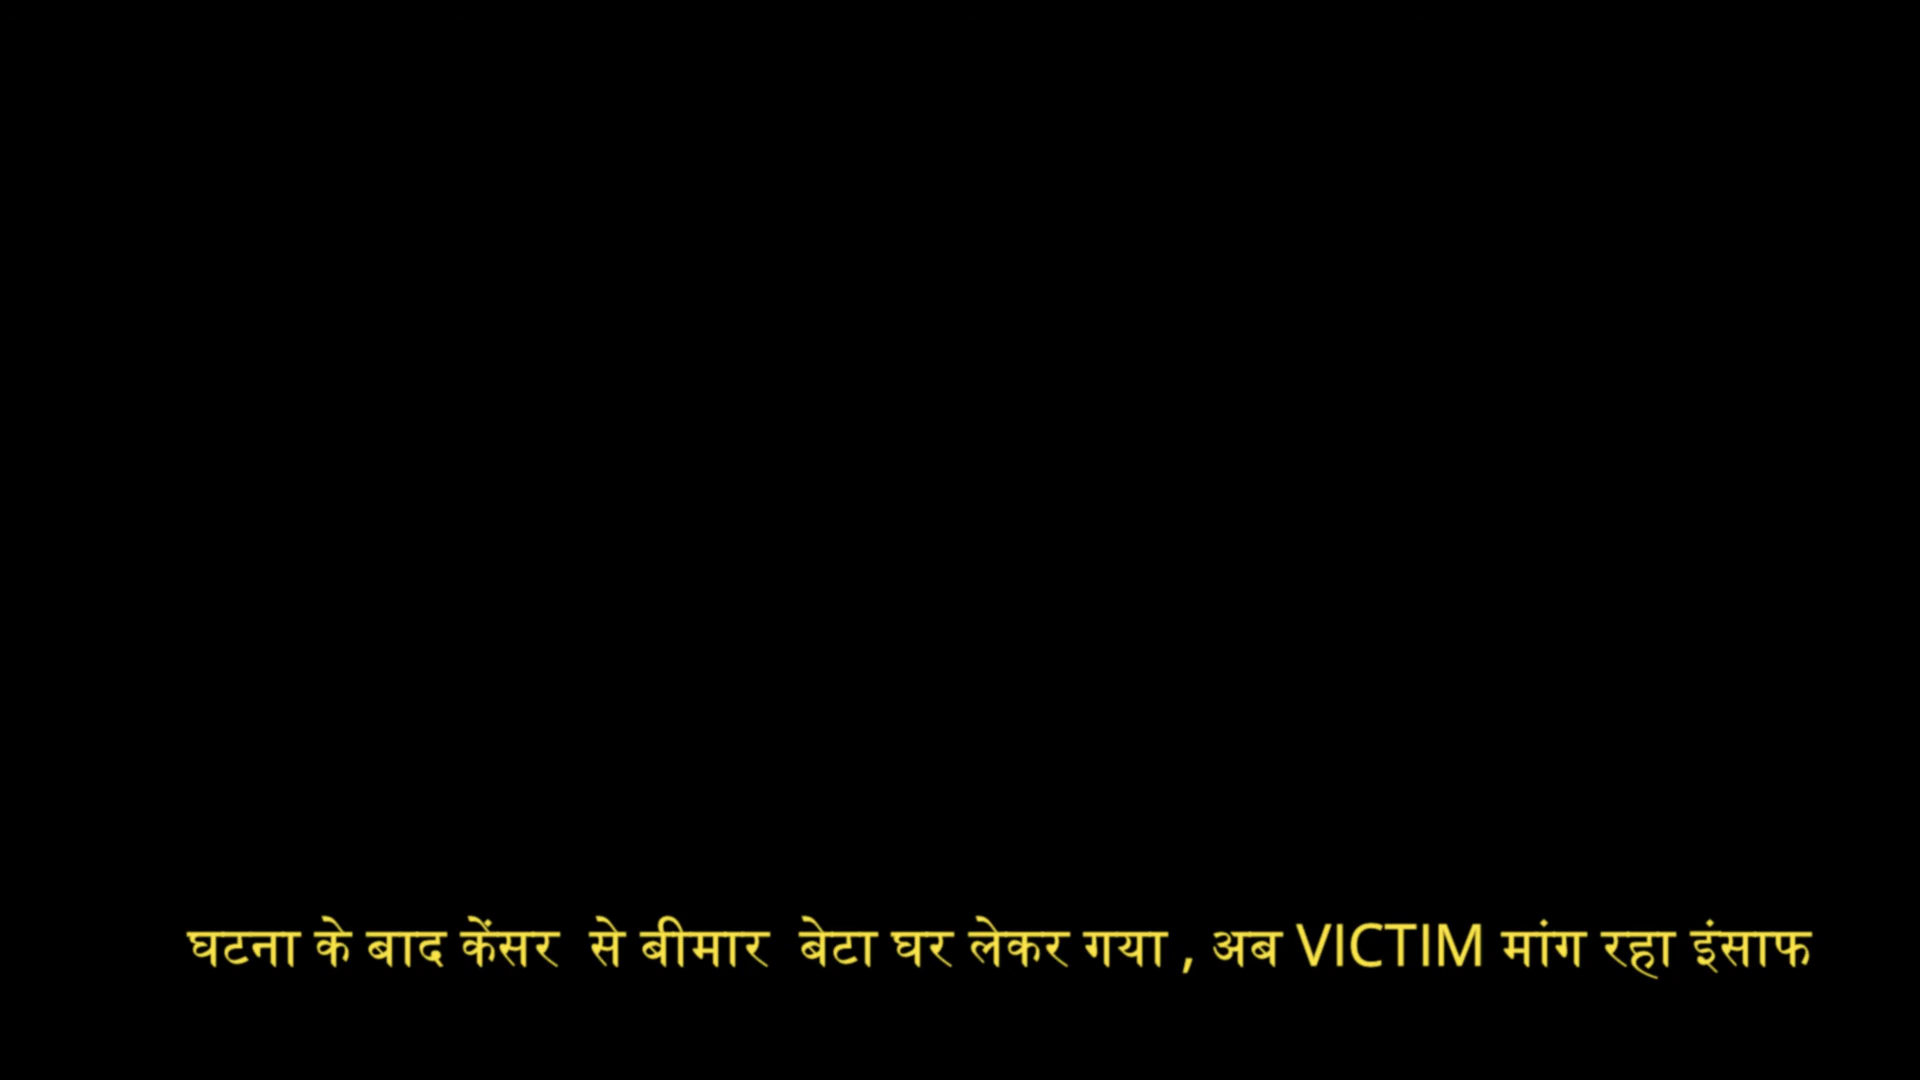 घटना के बाद केंसर से बीमार बेटा घर लेकर गया , अब VICTIM मांग रहा इंसाफ